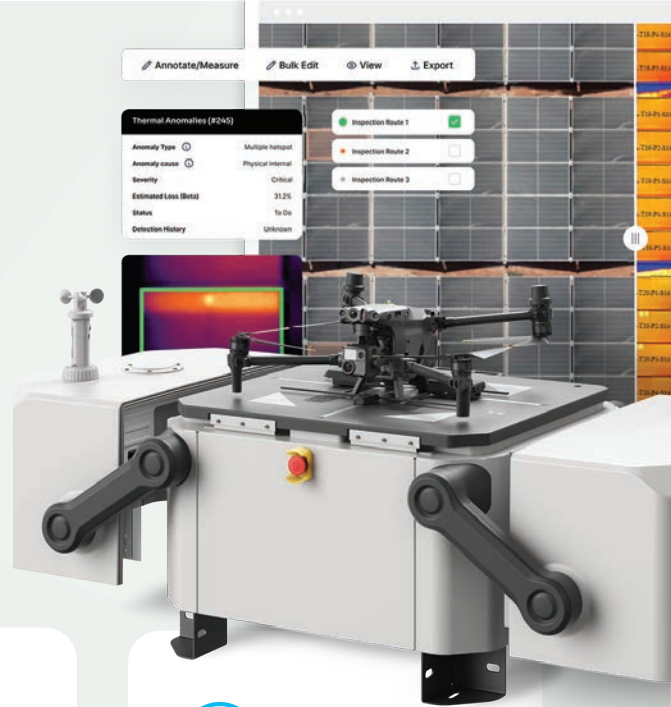 Annotate/Measure Bulk Edit View Export
Thermal Anomalies (#245)
Anomaly Type Multiple hotspot
Anomaly cause Physical Internal
Severity Critical
Estimated Loss (Beta) 31.2%
Status To Do
Detection History Unknown
Inspection Route 1
Inspection Route 2
Inspection Route 3